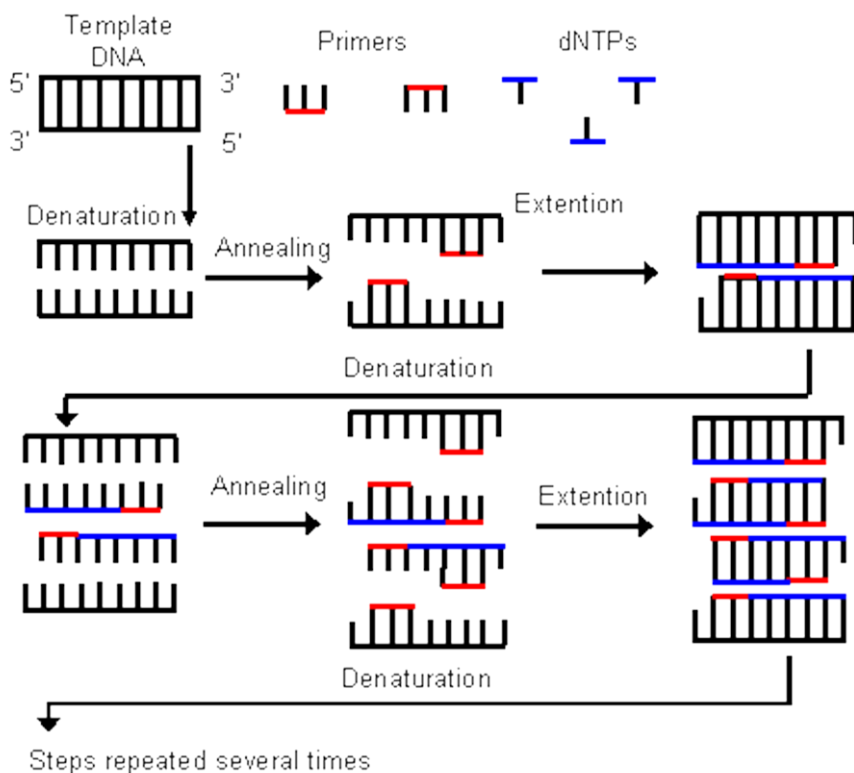 Template
DNA
Primers
dNTPs
5'
3'
3'
5'
Denaturation
Annealing
Extention
Denaturation
Annealing
Extention
Denaturation
Steps repeated several times